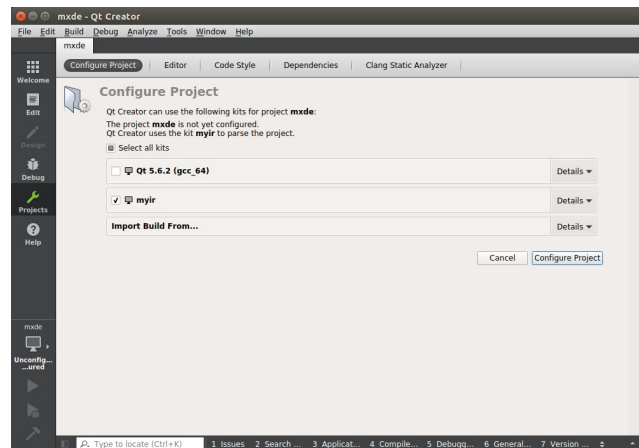 mxde - Qt Creator
File Edit Build Debug Analyze Tools Window Help
mxde
Configure Project Editor Code Style Dependencies Clang Static Analyzer
Welcome
Edit
Design
Debug
Projects
Help
Configure Project
Qt Creator can use the following kits for project mxde:
The project mxde is not yet configured.
Qt Creator uses the kit myir to parse the project.
Select all kits
Qt 5.6.2 (gcc_64) Details
myir Details
Import Build From... Details
Cancel Configure Project
mxde
Unconfig...
...ured
Type to locate (Ctrl+K) 1 Issues 2 Search ... 3 Applicat... 4 Compile... 5 Debugg... 6 General... 7 Version ...